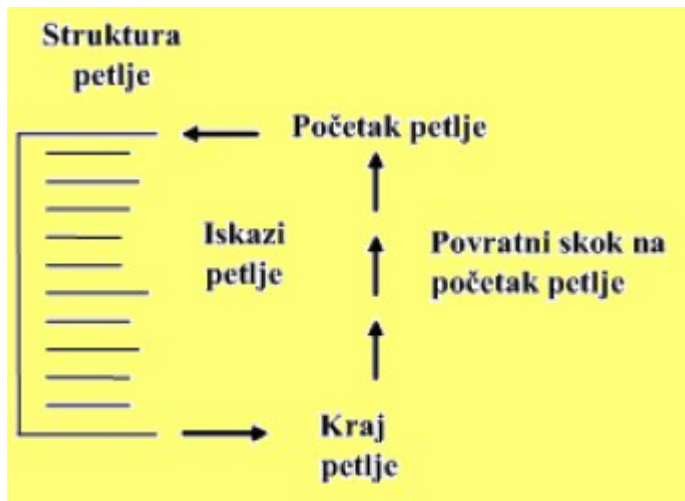 Struktura
petlje
Početak petlje
Iskazi
petlje
Povratni skok na
početak petlje
Kraj
petlje